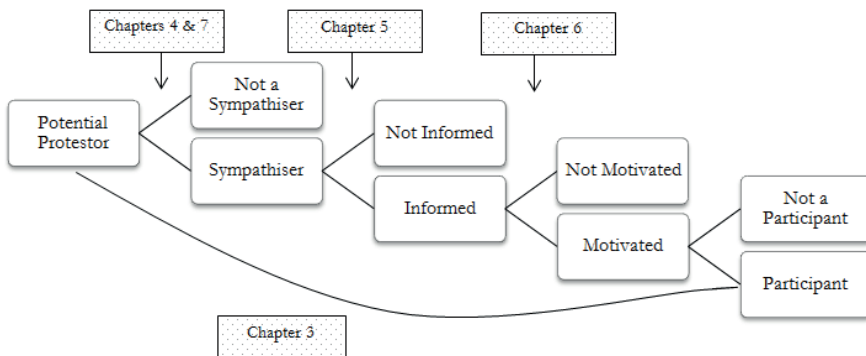 Chapters 4 & 7
Chapter 5
Chapter 6
Not a
Sympathiser
Potential
Protestor
Sympathiser
Not Informed
Informed
Not Motivated
Motivated
Not a
Participant
Participant
Chapter 3